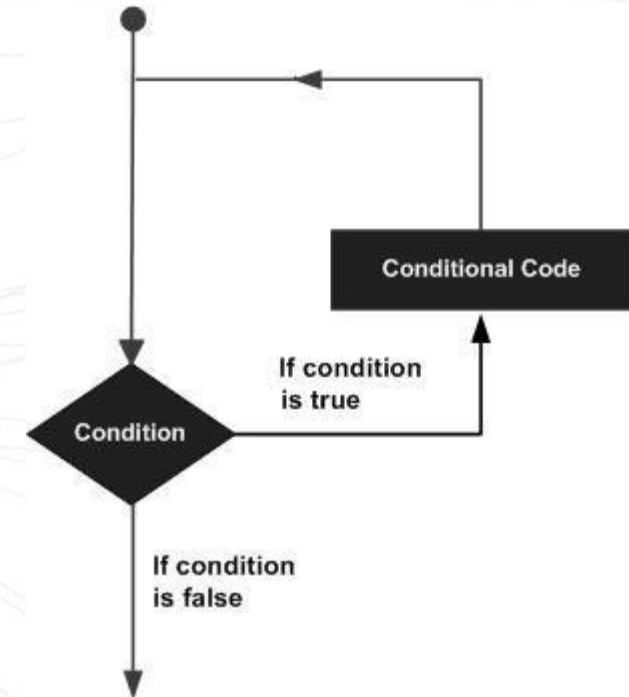 Conditional Code
If condition
is true
Condition
If condition
is false